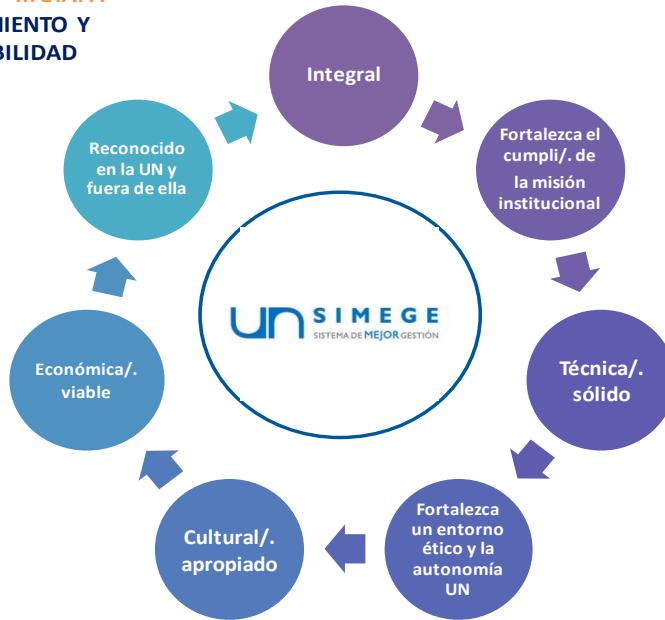 MIENTO Y
BILIDAD
Integral
Fortalezca el
cumpli/. de
la misión
institucional
Técnica/.
sólido
Fortalezca
un entorno
ético y la
autonomía
UN
Cultural/.
apropiado
Económica/.
viable
Reconocido
en la UN y
fuera de ella
un SIMEGE
SISTEMA DE MEJOR GESTIÓN